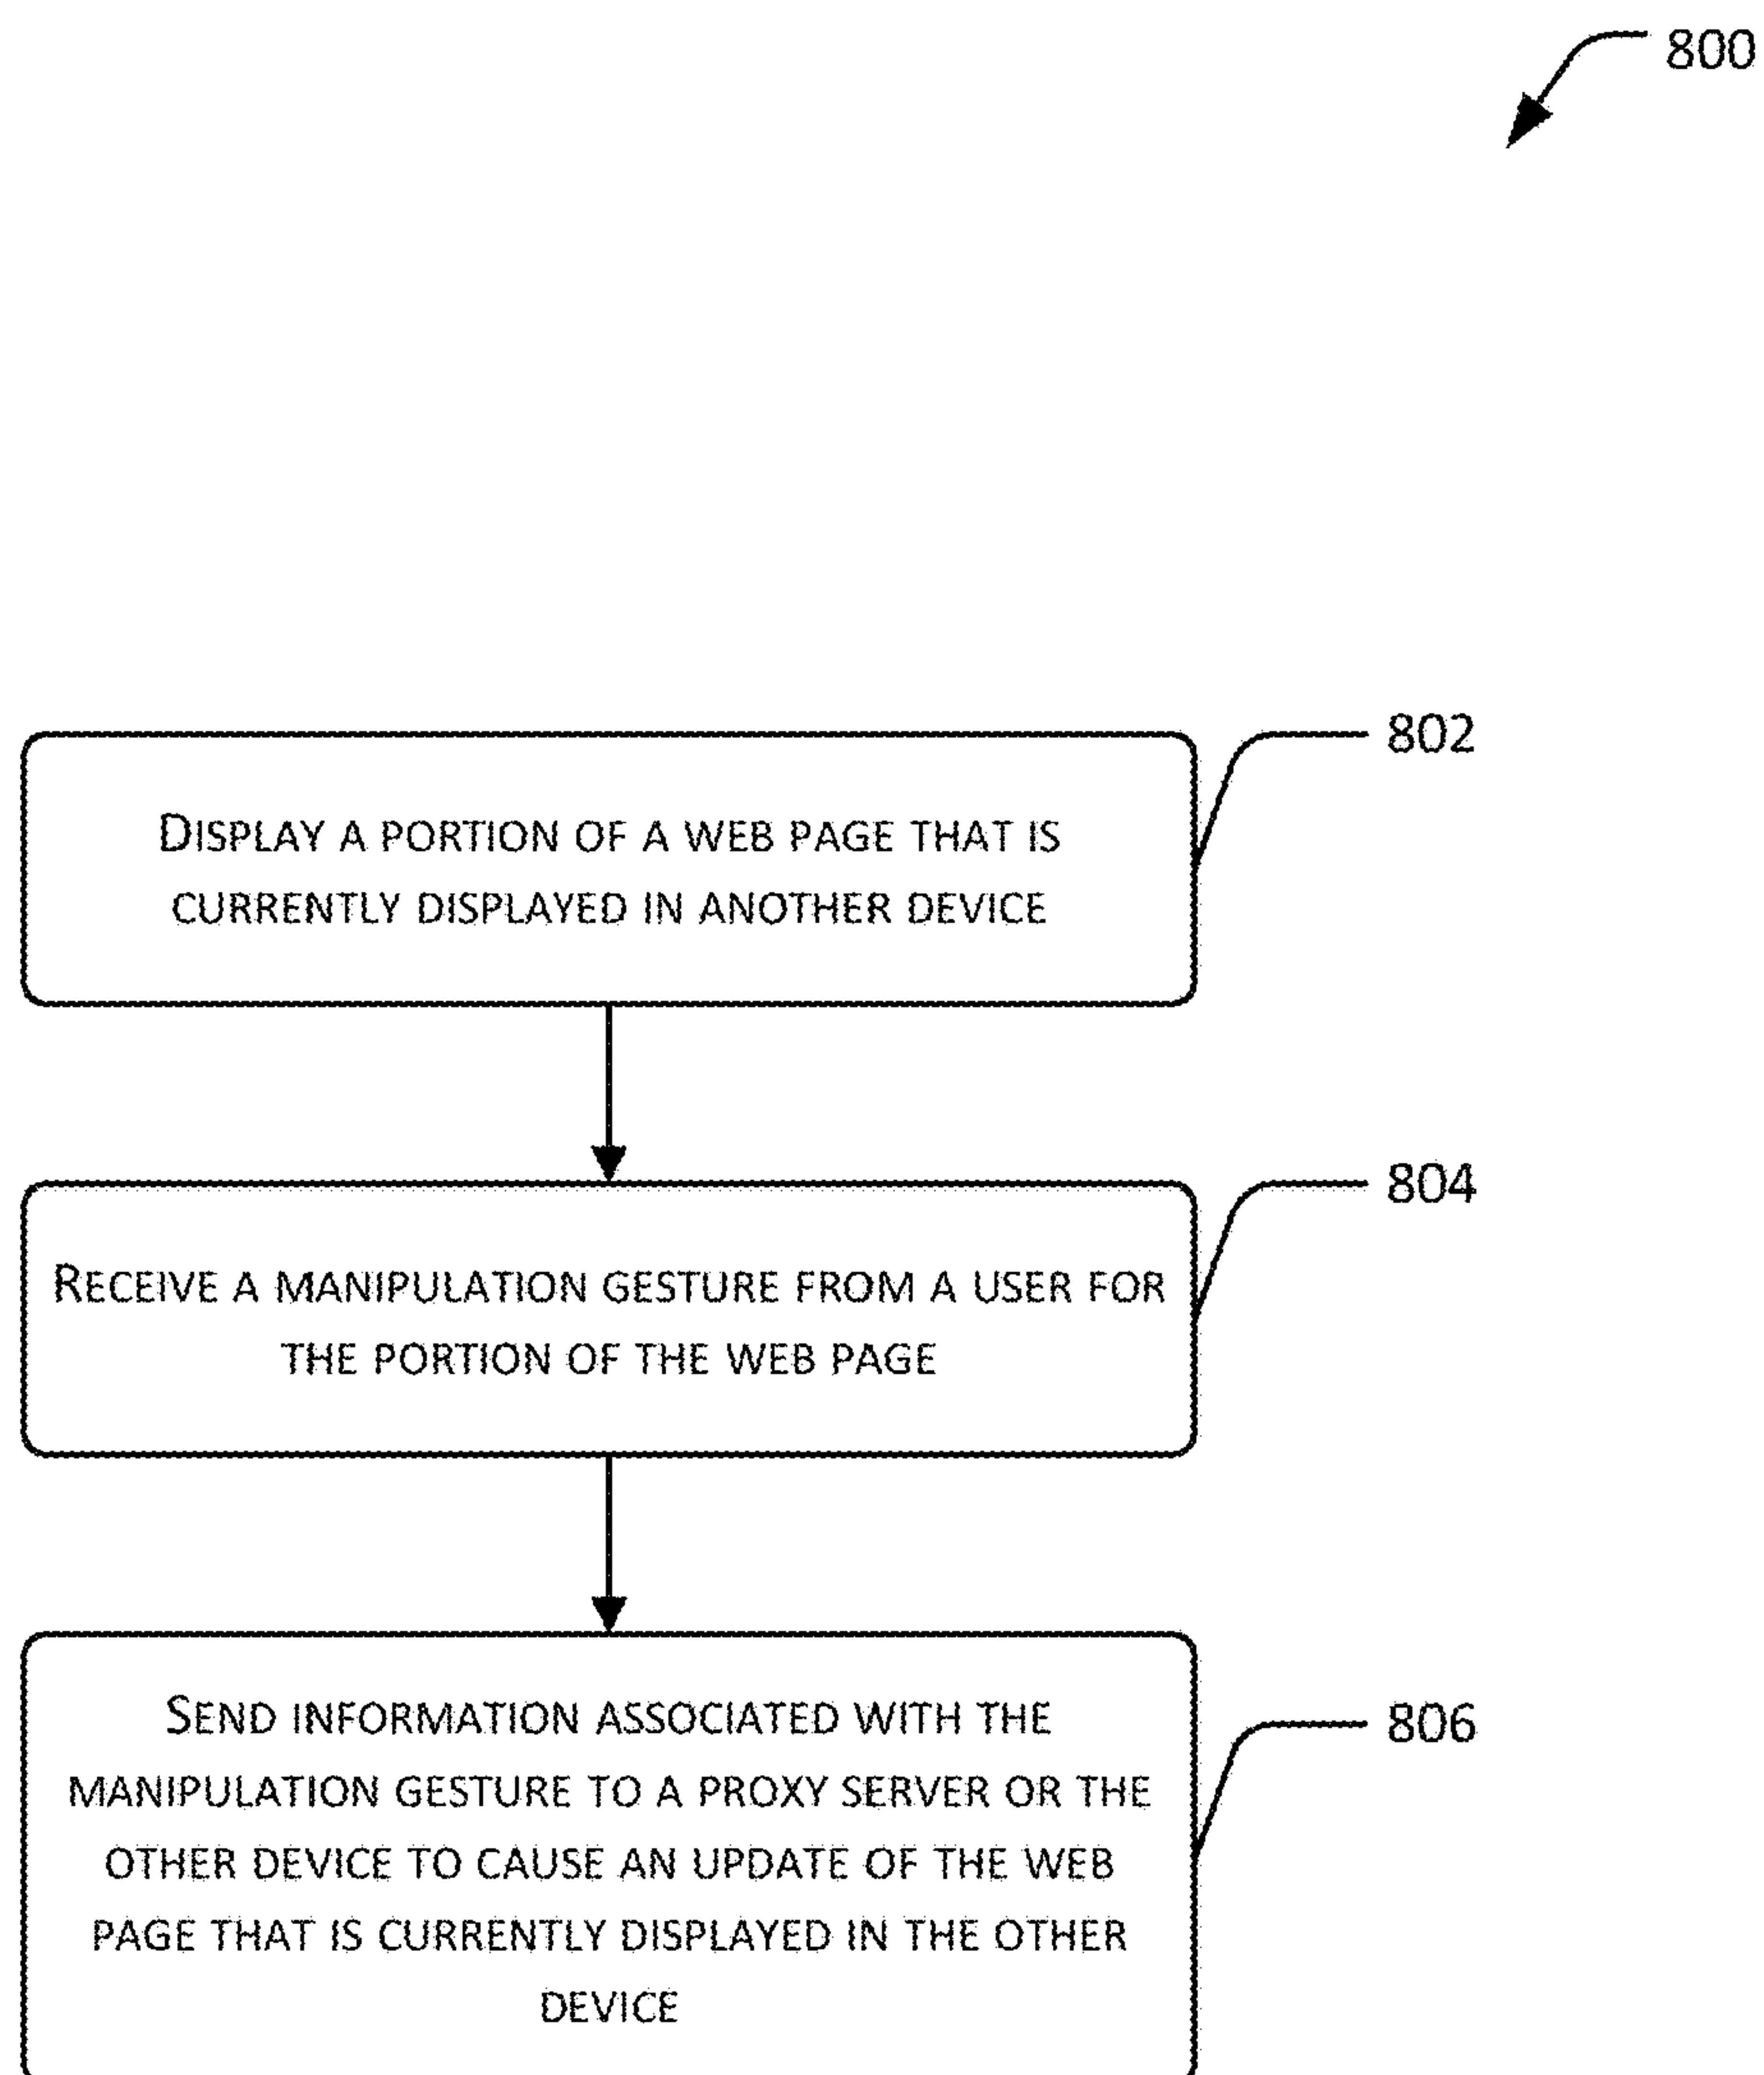 800
802
DISPLAY A PORTION OF A WEB PAGE THAT IS
CURRENTLY DISPLAYED IN ANOTHER DEVICE
804
RECEIVE A MANIPULATION GESTURE FROM A USER FOR
THE PORTION OF THE WEB PAGE
SEND INFORMATION ASSOCIATED WITH THE
806
MANIPULATION GESTURE TO A PROXY SERVER OR THE
OTHER DEVICE TO CAUSE AN UPDATE OF THE WEB
PAGE THAT IS CURRENTLY DISPLAYED IN THE OTHER
DEVICE